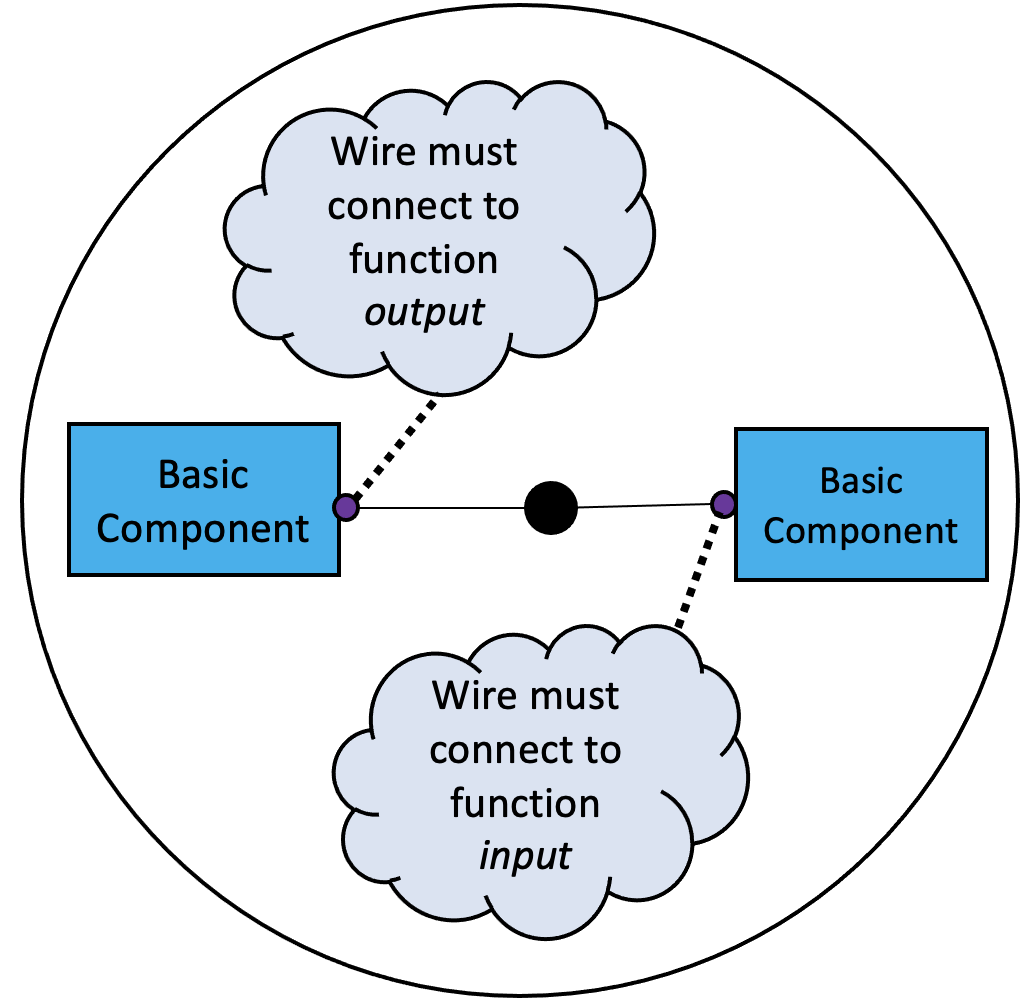 Wire must
connect to
function
output
Basic
Component
Basic
Component
Wire must
connect to
function
input